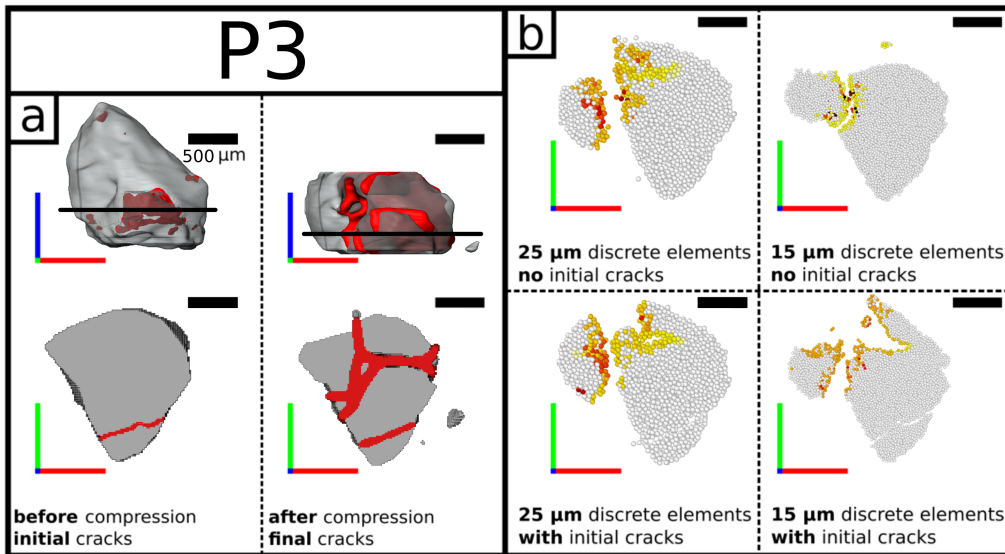 P3
a
500 µm
before compression
initial cracks
after compression
final cracks
b
25 µm discrete elements
no initial cracks
15 µm discrete elements
no initial cracks
25 µm discrete elements
with initial cracks
15 µm discrete elements
with initial cracks